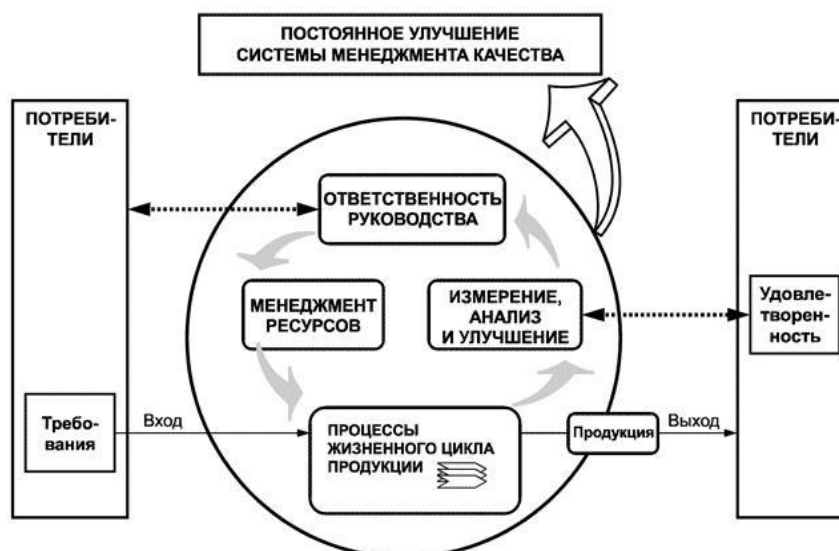 ПОСТОЯННОЕ УЛУЧШЕНИЕ
СИСТЕМЫ МЕНЕДЖМЕНТА КАЧЕСТВА
ПОТРЕБИ-
ТЕЛИ
ПОТРЕБИ-
ТЕЛИ
ОТВЕТСТВЕННОСТЬ
РУКОВОДСТВА
МЕНЕДЖМЕНТ
РЕСУРСОВ
ИЗМЕРЕНИЕ,
АНАЛИЗ
И УЛУЧШЕНИЕ
Удовле-
творен-
ность
Требо-
вания
Вход
ПРОЦЕССЫ
ЖИЗНЕННОГО ЦИКЛА
ПРОДУКЦИИ
Продукция
Выход